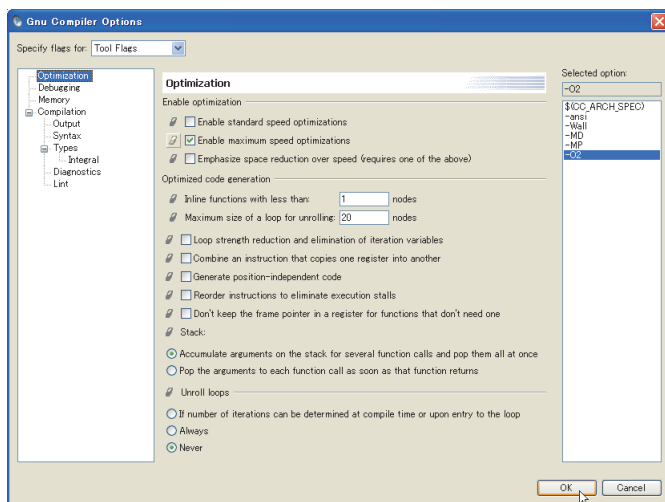 Gnu Compiler Options
Specify flags for: Tool Flags
Optimization
Debugging
Memory
Compilation
Output
Syntax
Types
Integral
Diagnostics
Lint
Optimization
Enable optimization
Enable standard speed optimizations
Enable maximum speed optimizations
Emphasize space reduction over speed (requires one of the above)
Optimized code generation
Inline functions with less than: 1 nodes
Maximum size of a loop for unrolling: 20 nodes
Loop strength reduction and elimination of iteration variables
Combine an instruction that copies one register into another
Generate position-independent code
Reorder instructions to eliminate execution stalls
Don't keep the frame pointer in a register for functions that don't need one
Stack:
Accumulate arguments on the stack for several function calls and pop them all at once
Pop the arguments to each function call as soon as that function returns
Unroll loops
If number of iterations can be determined at compile time or upon entry to the loop
Always
Never
Selected option:
-O2
$(CC_ARCH_SPEC)
-ansi
-Wall
-MD
-MP
-O2
OK
Cancel